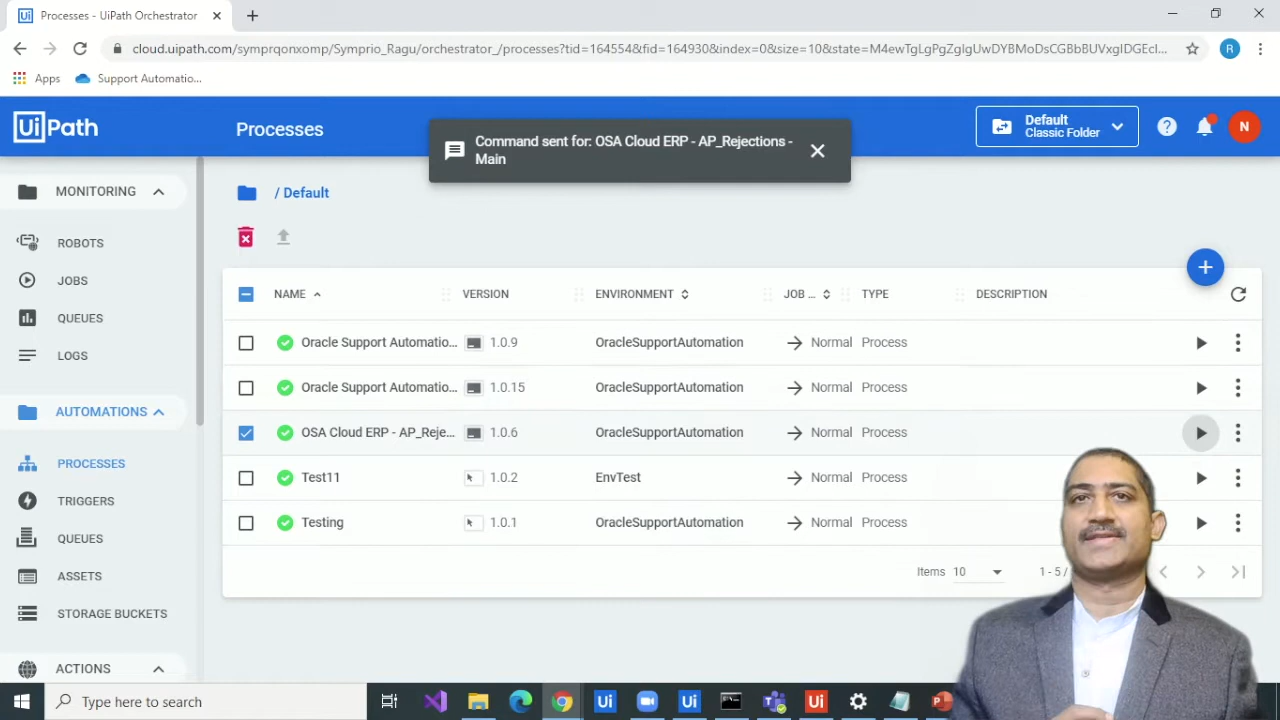 Processes - UiPath Orchestrator
cloud.uipath.com/symprqonxomp/Symprio_Ragu/orchestrator_/processes?tid=164554&fid=164930&index=0&size=10&state=
R
Apps
Support Automatio...
UiPath
Processes
Command sent for: OSA Cloud ERP - AP_Rejections -
Main
Default
Classic Folder
N
MONITORING
/ Default
ROBOTS
JOBS
QUEUES
LOGS
NAME
VERSION
ENVIRONMENT
JOB ...
TYPE
DESCRIPTION
Oracle Support Automatio... 1.0.9 OracleSupportAutomation Normal Process
Oracle Support Automatio... 1.0.15 OracleSupportAutomation Normal Process
AUTOMATIONS
OSA Cloud ERP - AP_Reje... 1.0.6 OracleSupportAutomation Normal Process
PROCESSES
Test11 1.0.2 EnvTest Normal Process
TRIGGERS
Testing 1.0.1 OracleSupportAutomation Normal Process
QUEUES
ASSETS
Items 10 1 - 5 /
STORAGE BUCKETS
ACTIONS
Type here to search
Ui
Ui
Ui